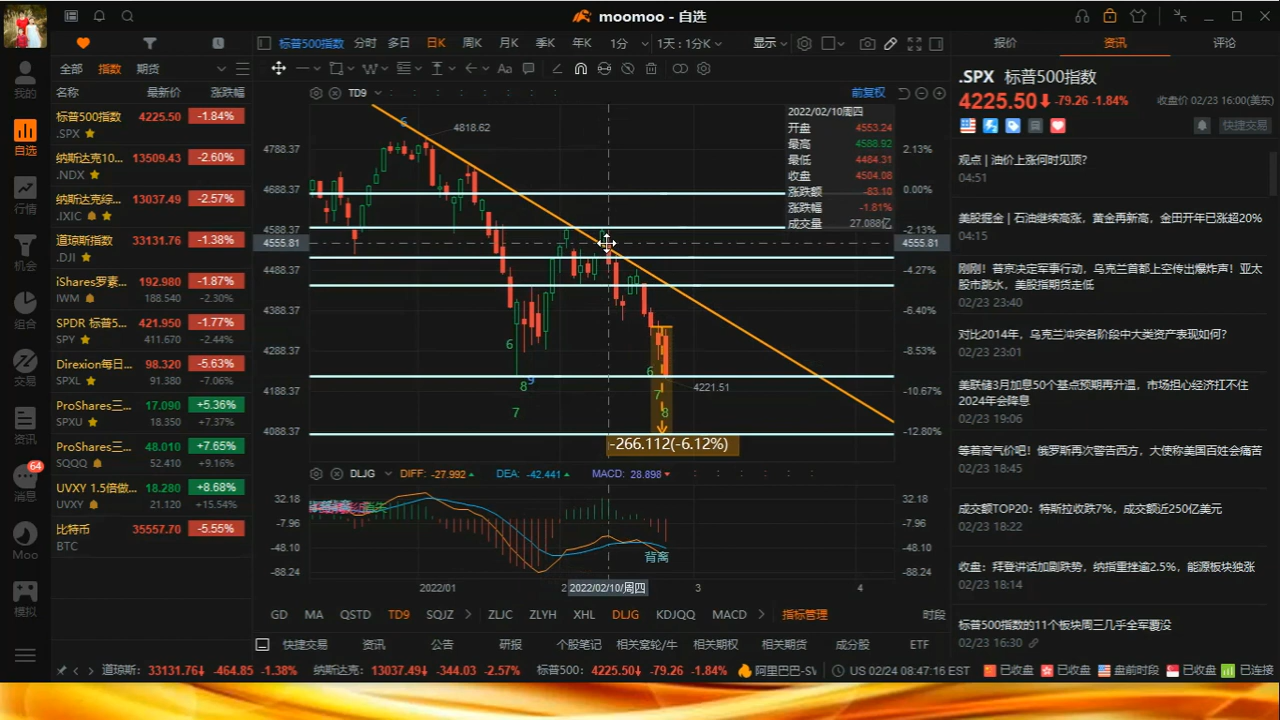 moomoo - 自选
标普500指数
分时
多日
日K
周K
月K
季K
年K
1分
1天 : 1分K
显示
报价
资讯
评论
全部
指数
期货
Aa
名称
最新价
涨跌幅
TD9
前复权
我的
自选
行情
机会
组合
交易
资讯
消息
64
Moo
模拟
标普500指数 4225.50 -1.84%
.SPX
纳斯达克10... 13509.43 -2.60%
.NDX
纳斯达克综... 13037.49 -2.57%
.IXIC
道琼斯指数 33131.76 -1.38%
.DJI
iShares罗素... 192.980 -1.87%
IWM 188.540 -2.30%
SPDR 标普5... 421.950 -1.77%
SPY 411.670 -2.44%
Direxion每日... 98.320 -5.63%
SPXL 91.380 -7.06%
ProShares三... 17.090 +5.36%
SPXU 18.350 +7.37%
ProShares三... 48.010 +7.65%
SQQQ 52.410 +9.16%
UVXY 1.5倍做... 18.280 +8.68%
UVXY 21.120 +15.54%
比特币 35557.70 -5.55%
BTC
4788.37
4688.37
4555.81
4488.37
4388.37
4288.37
4188.37
4088.37
2.13%
0.00%
-2.13%
4555.81
-4.27%
-6.40%
-8.53%
-10.67%
-12.80%
6
4818.62
6
8 9
7
6
7
8
4221.51
-266.112(-6.12%)
2022/02/10周四
开盘 4553.24
最高 4588.92
最低 4484.31
收盘 4504.08
涨跌额 -83.10
涨跌幅 -1.81%
成交量 27.088亿
DLJG DIFF: -27.992 DEA: -42.441 MACD: 28.898
32.18
-7.96
-48.10
-88.24
32.18
-7.96
-48.10
-88.24
背离
2022/01
2
2022/02/10/周四
3
4
GD MA QSTD TD9 SQJZ ZLJC ZLYH XHL DLJG KDJQQ MACD 指标管理 时段
快捷交易 资讯 公告 研报 个股笔记 相关窝轮/牛 相关期权 相关期货 成分股 ETF
.SPX 标普500指数
4225.50 -79.26 -1.84% 收盘价 02/23 16:00(美东)
快捷交易
观点 | 油价上涨何时见顶?
04:51
美股掘金 | 石油继续高涨，黄金再新高，金田开年已涨超20%
04:15
刚刚！普京决定军事行动，乌克兰首都上空传出爆炸声！亚太
股市跳水，美股指期货走低
02/23 23:40
对比2014年，乌克兰冲突各阶段中大类资产表现如何？
02/23 23:01
美联储3月加息50个基点预期再升温，市场担心经济扛不住
2024年会降息
02/23 19:06
等着高气价吧！俄罗斯再次警告西方，大使称美国百姓会痛苦
02/23 18:45
成交额TOP20：特斯拉收跌7%，成交额近250亿美元
02/23 18:22
收盘：拜登讲话加剧跌势，纳指重挫逾2.5%，能源板块独涨
02/23 18:14
标普500指数的11个板块周三几乎全军覆没
02/23 16:30
道琼斯: 33131.76 -464.85 -1.38% 纳斯达克: 13037.49 -344.03 -2.57% 标普500: 4225.50 -79.26 -1.84% 阿里巴巴-SW US 02/24 08:47:16 EST 已收盘 已收盘 盘前时段 已收盘 已连接